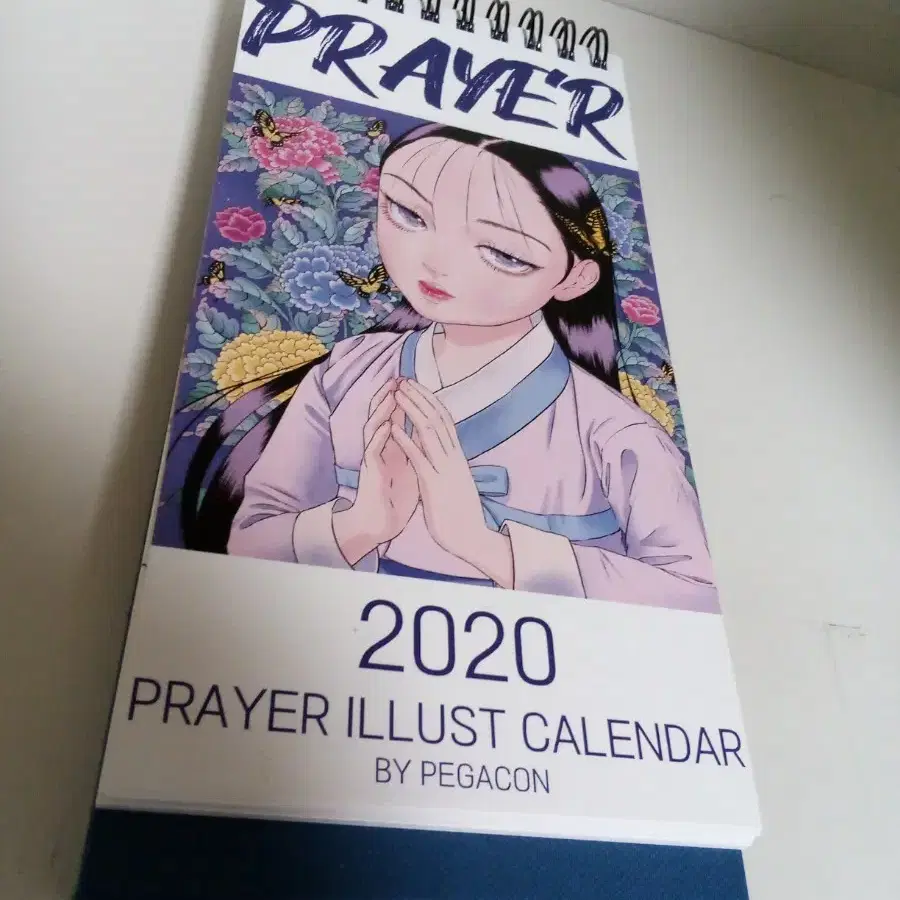 PRAYER
2020
PRAYER ILLUST CALENDAR
BY PEGACON